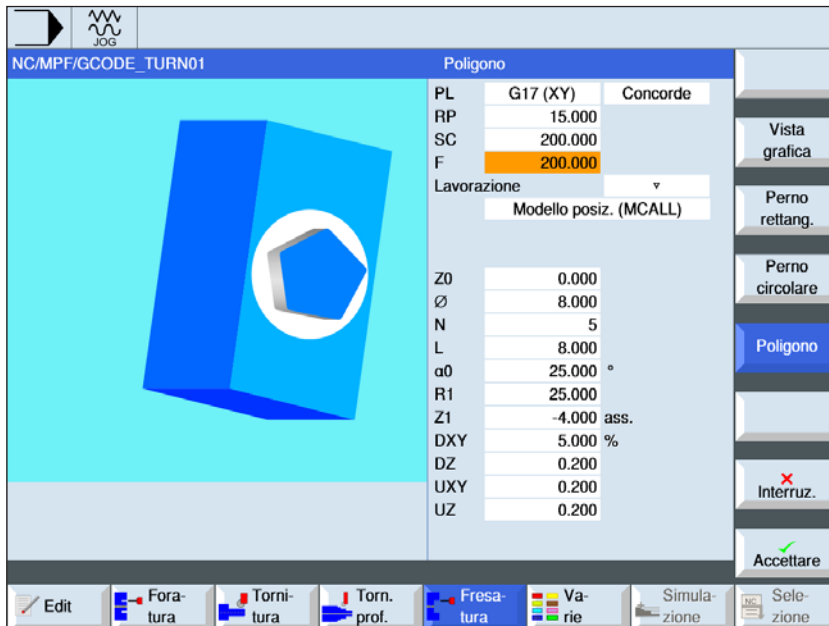 JOG
NC/MPF/GCODE_TURN01
Poligono
PL G17 (XY) Concorde
RP 15.000
SC 200.000
F 200.000
Lavorazione ▿
Modello posiz. (MCALL)
Z0 0.000
Ø 8.000
N 5
L 8.000
α0 25.000 °
R1 25.000
Z1 -4.000 ass.
DXY 5.000 %
DZ 0.200
UXY 0.200
UZ 0.200
Vista
grafica
Perno
rettang.
Perno
circolare
Poligono
Interruz.
Accettare
Edit
Fora-
tura
Torni-
tura
Torn.
prof.
Fresa-
tura
Va-
rie
Simula-
zione
NC
Sele-
zione